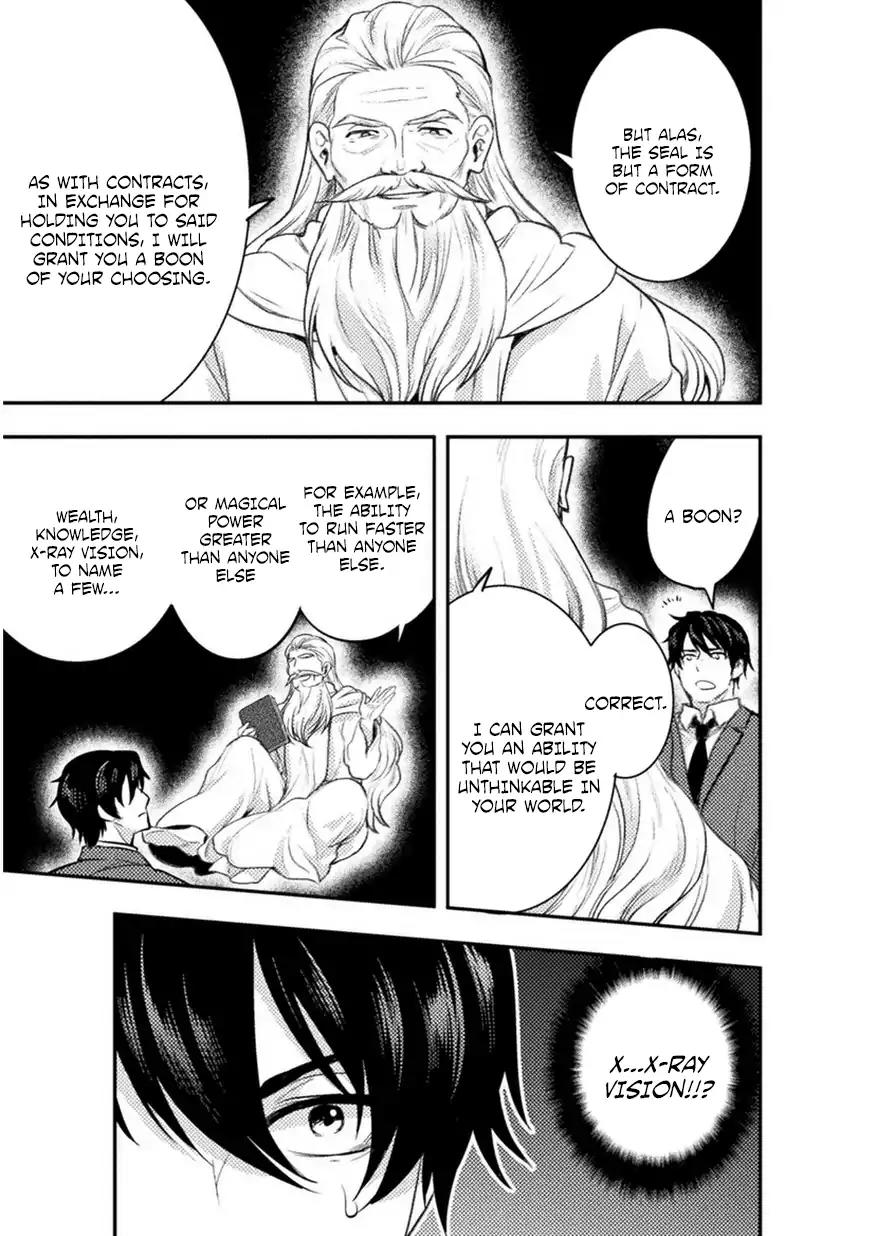 BUT ALAS,
THE SEAL IS
BUT A FORM
OF CONTRACT.
AS WITH CONTRACTS,
IN EXCHANGE FOR
HOLDING YOU TO SAID
CONDITIONS, I WILL
GRANT YOU A BOON
OF YOUR CHOOSING.
A BOON?
CORRECT.
I CAN GRANT
YOU AN ABILITY
THAT WOULD BE
UNTHINKABLE IN
YOUR WORLD.
FOR EXAMPLE,
THE ABILITY
TO RUN FASTER
THAN ANYONE
ELSE.
OR MAGICAL
POWER
GREATER
THAN ANYONE
ELSE
WEALTH,
KNOWLEDGE,
X-RAY VISION,
TO NAME
A FEW...
X...X-RAY
VISION!!?